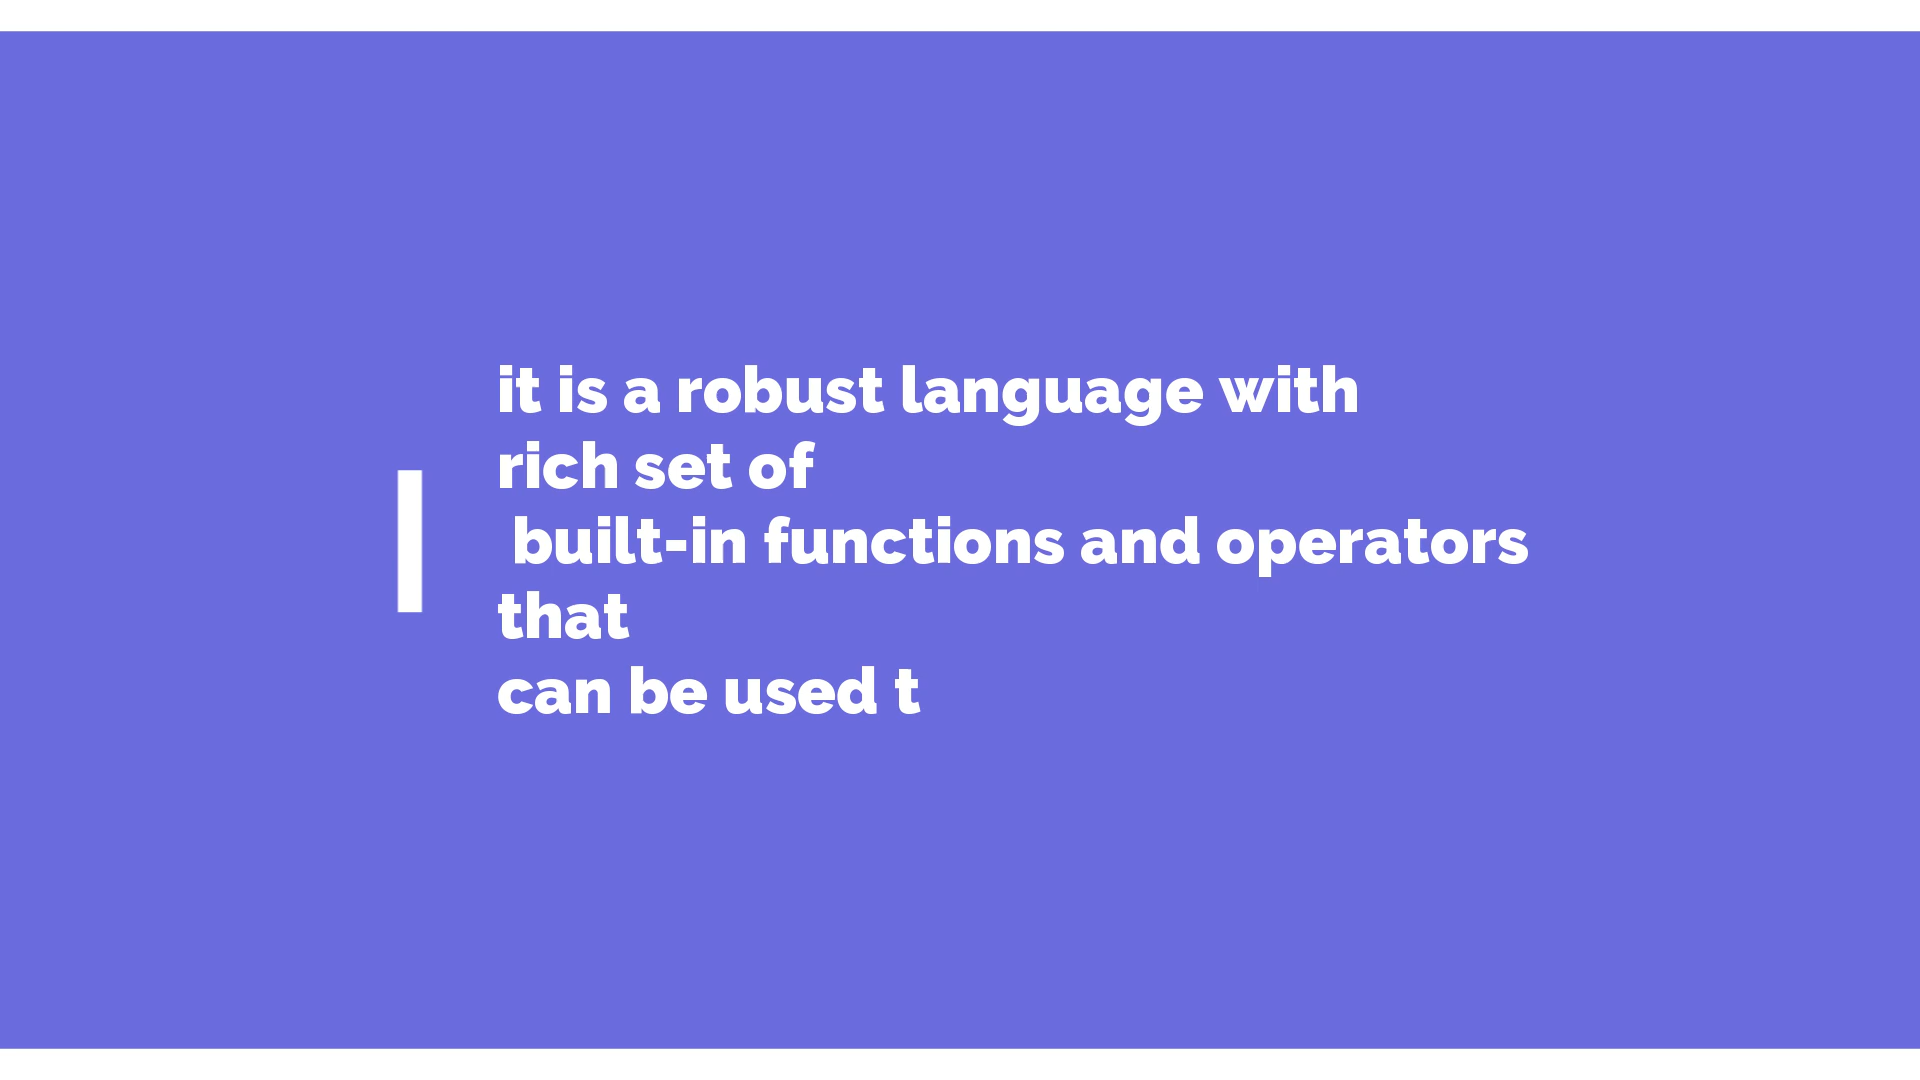 it is a robust language with
rich set of
built-in functions and operators
that
can be used t